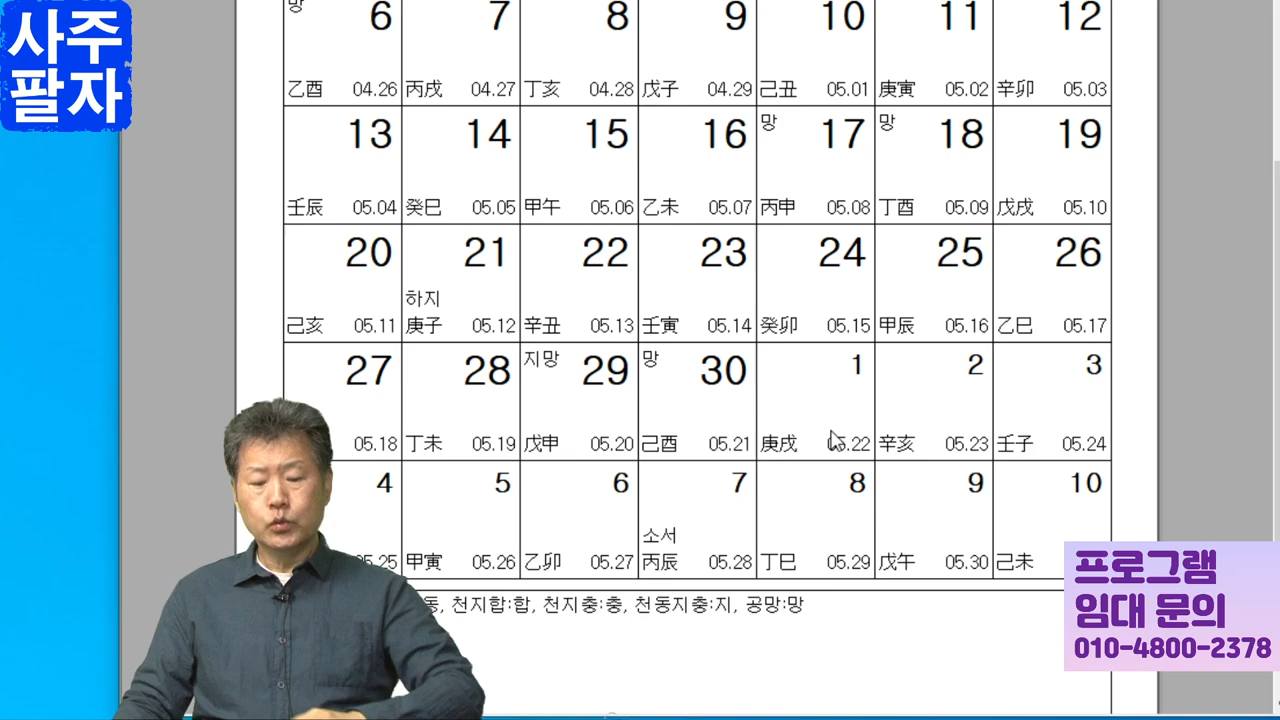 사주
팔자
망 6 7 8 9 10 11 12
乙酉 04.26 丙戌 04.27 丁亥 04.28 戊子 04.29 己丑 05.01 庚寅 05.02 辛卯 05.03
13 14 15 16 망 17 망 18 19
壬辰 05.04 癸巳 05.05 甲午 05.06 乙未 05.07 丙申 05.08 丁酉 05.09 戊戌 05.10
20 21 22 23 24 25 26
하지
己亥 05.11 庚子 05.12 辛丑 05.13 壬寅 05.14 癸卯 05.15 甲辰 05.16 乙巳 05.17
27 28 지망 29 망 30 1 2 3
05.18 丁未 05.19 戊申 05.20 己酉 05.21 庚戌 05.22 辛亥 05.23 壬子 05.24
4 5 6 7 8 9 10
소서
05.25 甲寅 05.26 乙卯 05.27 丙辰 05.28 丁巳 05.29 戊午 05.30 己未
동, 천지합:합, 천지충:충, 천동지충:지, 공망:망
프로그램
임대 문의
010-4800-2378